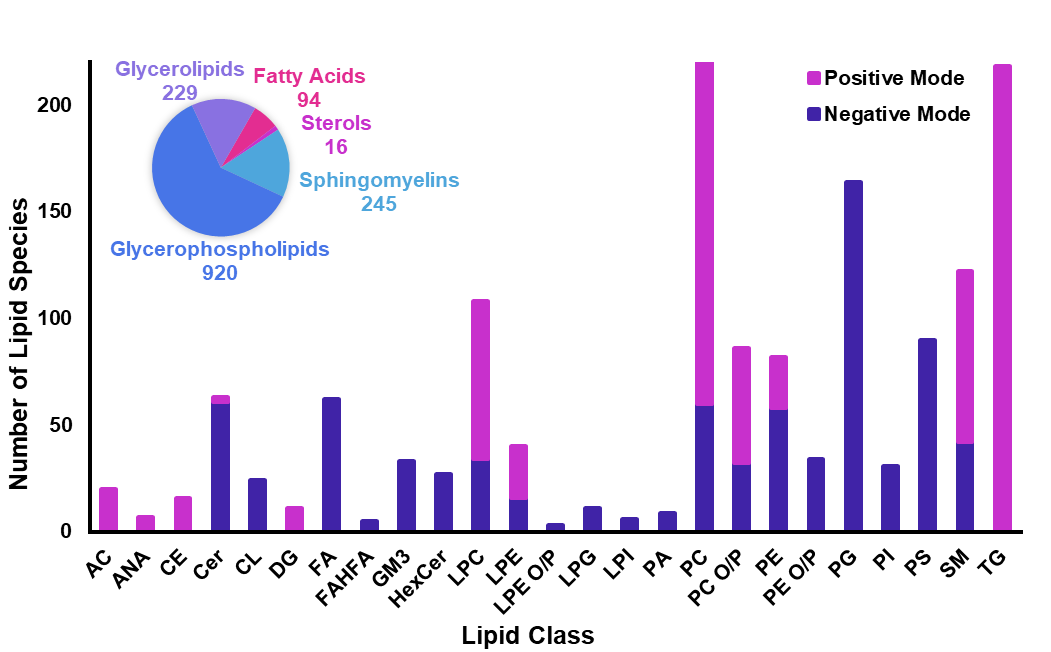 Glycerolipids
229
Fatty Acids
94
Sterols
16
Sphingomyelins
245
Glycerophospholipids
920
Positive Mode
Negative Mode
Number of Lipid Species
200
150
100
50
0
AC
ANA
CE
Cer
CL
DG
FA
FAHFA
GM3
HexCer
LPC
LPE
LPE O/P
LPG
LPI
PA
PC
PC O/P
PE
PE O/P
PG
PI
PS
SM
TG
Lipid Class